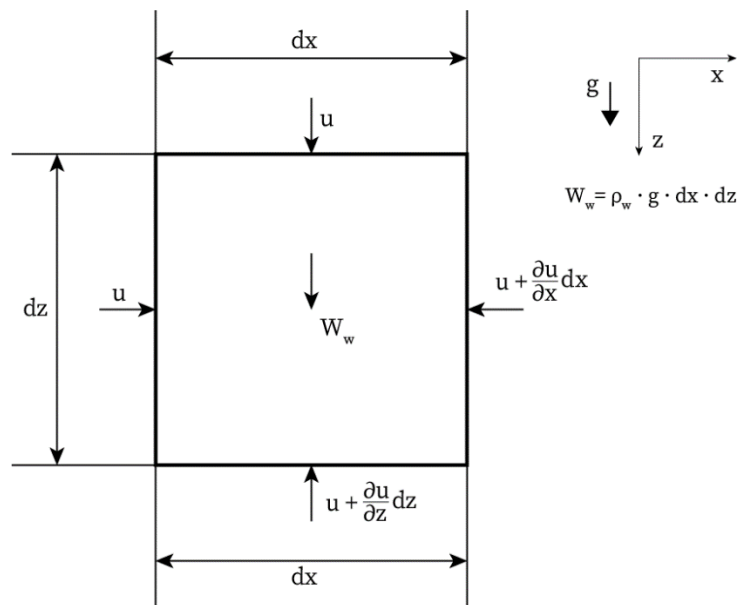 dx
g
x
u
z
W_w = ρ_w · g · dx · dz
dz
u
u + ∂u/∂x dx
W_w
u + ∂u/∂z dz
dx